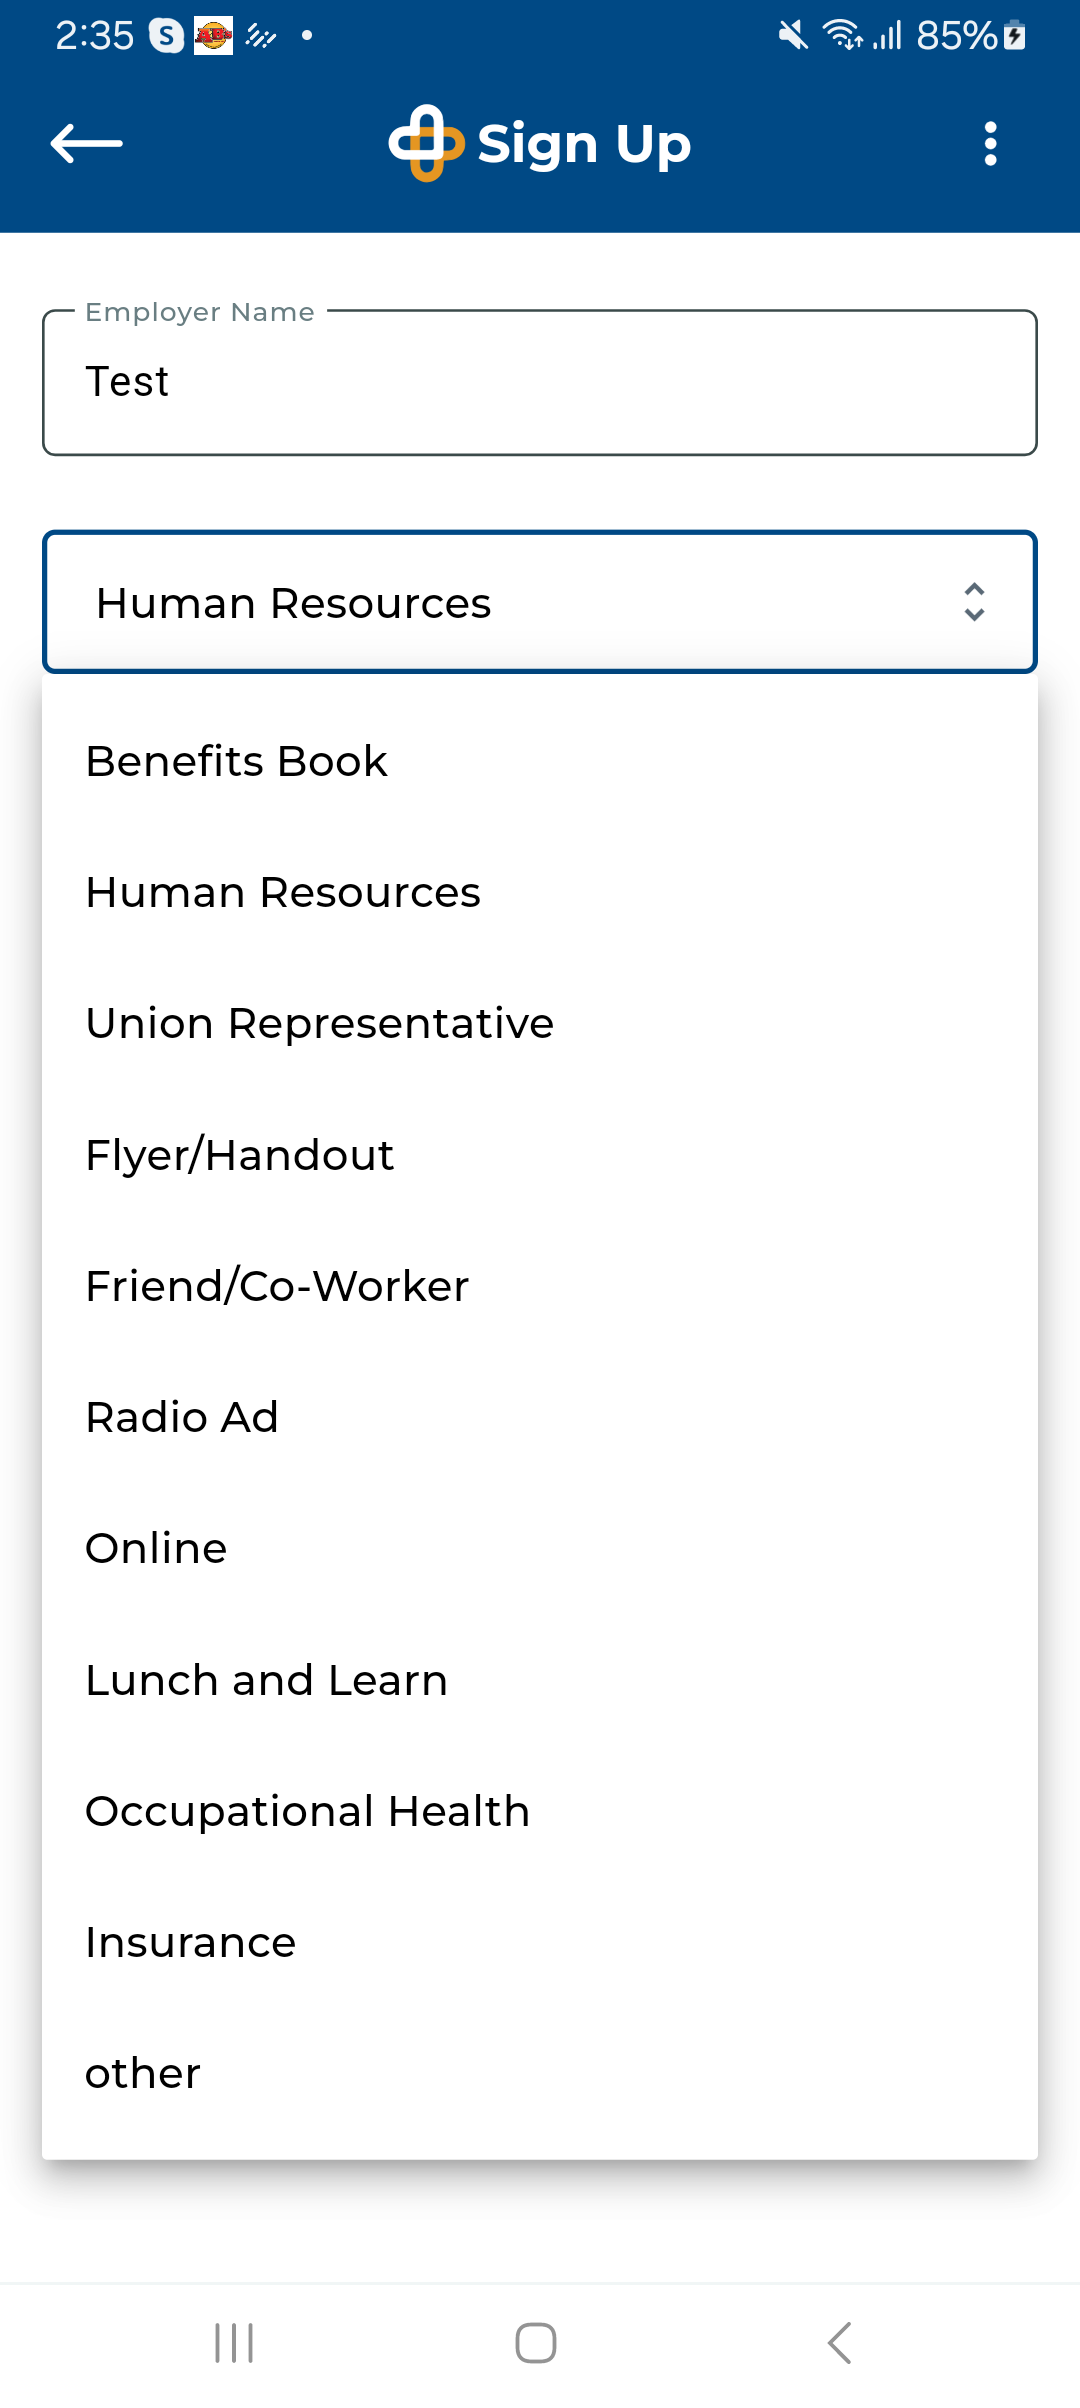 2:35 S 85%
Sign Up
Employer Name
Test
Human Resources
Benefits Book
Human Resources
Union Representative
Flyer/Handout
Friend/Co-Worker
Radio Ad
Online
Lunch and Learn
Occupational Health
Insurance
other